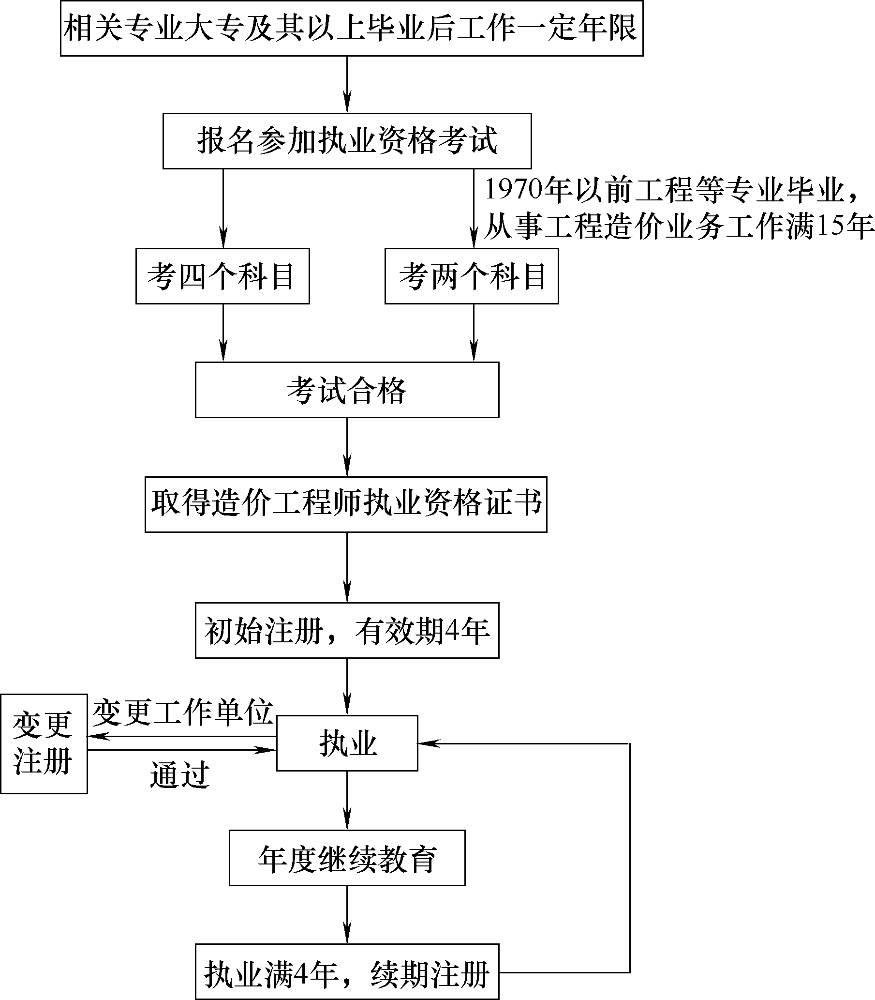 相关专业大专及其以上毕业后工作一定年限
报名参加执业资格考试
1970年以前工程等专业毕业，
从事工程造价业务工作满15年
考四个科目
考两个科目
考试合格
取得造价工程师执业资格证书
初始注册，有效期4年
变更工作单位
变更
注册
执业
通过
年度继续教育
执业满4年，续期注册